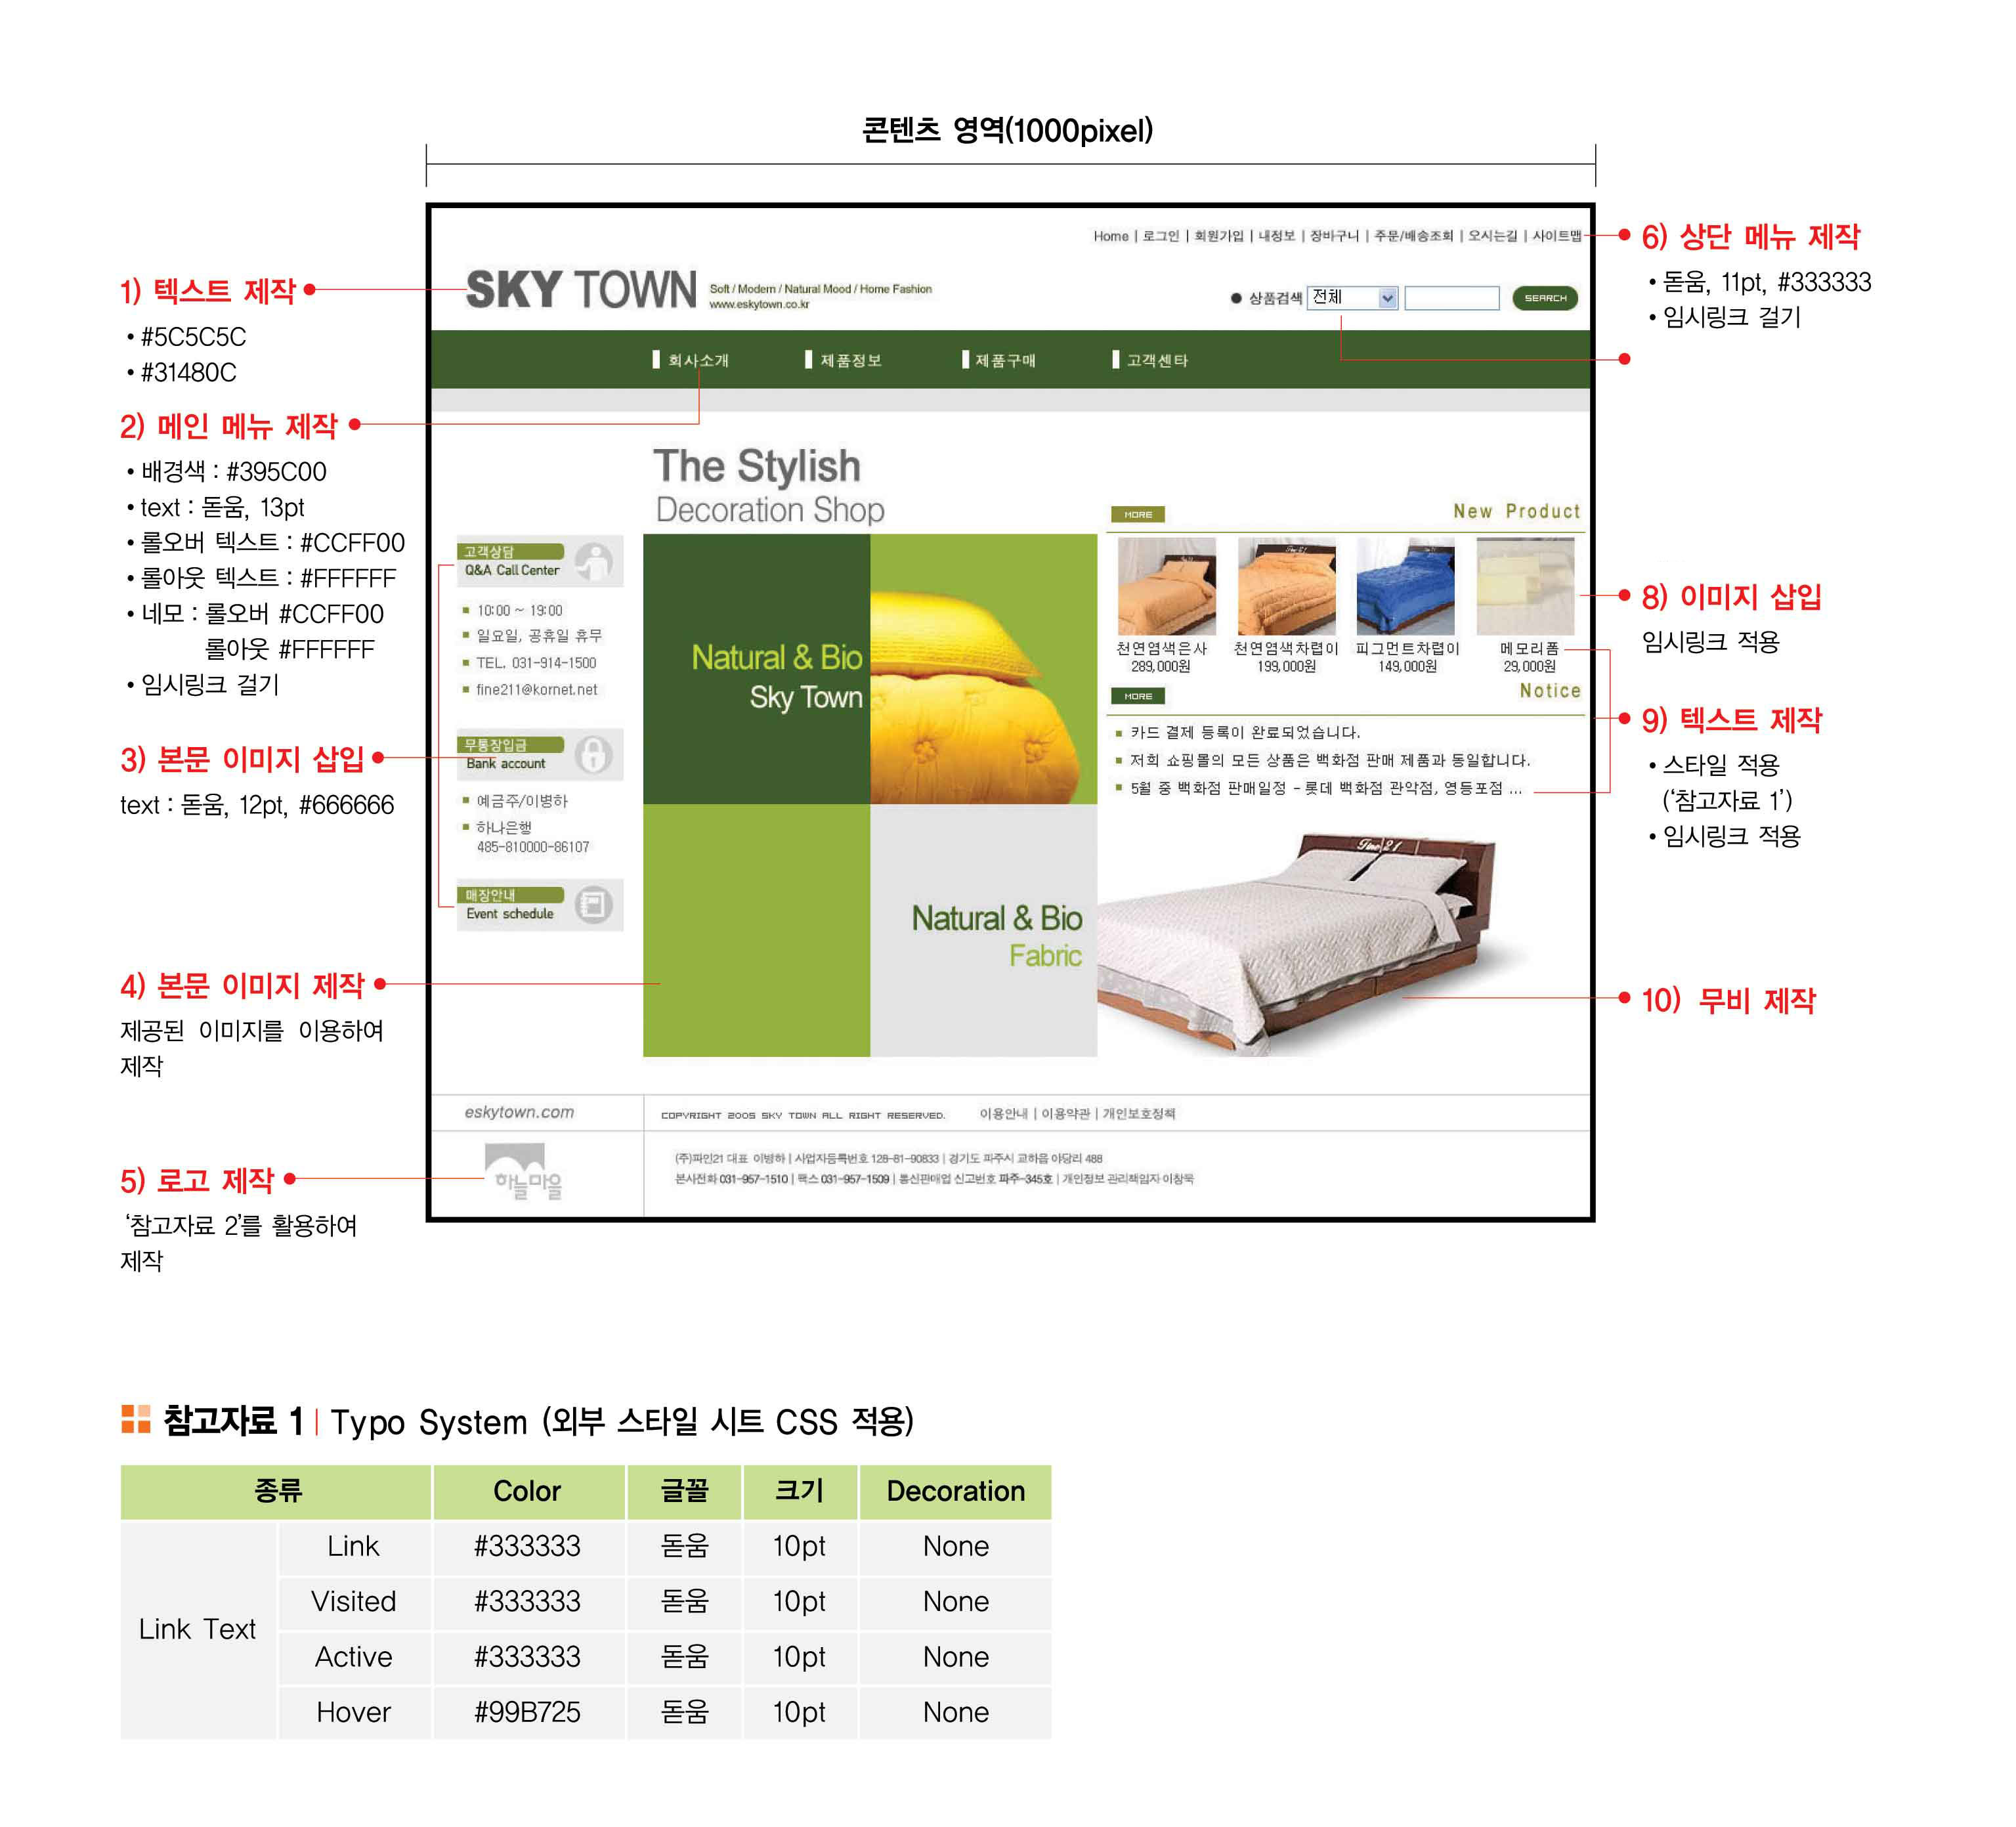 콘텐츠 영역(1000pixel)
1) 텍스트 제작
• #5C5C5C
• #31480C
2) 메인 메뉴 제작
• 배경색 : #395C00
• text : 돋움, 13pt
• 롤오버 텍스트 : #CCFF00
• 롤아웃 텍스트 : #FFFFFF
• 네모 : 롤오버 #CCFF00
롤아웃 #FFFFFF
• 임시링크 걸기
3) 본문 이미지 삽입
text : 돋움, 12pt, #666666
4) 본문 이미지 제작
제공된 이미지를 이용하여
제작
5) 로고 제작
‘참고자료 2’를 활용하여
제작
Home | 로그인 | 회원가입 | 내정보 | 장바구니 | 주문/배송조회 | 오시는길 | 사이트맵
SKY TOWN
Soft / Modern / Natural Mood / Home Fashion
www.eskytown.co.kr
● 상품검색 전체 SEARCH
회사소개 제품정보 제품구매 고객센타
The Stylish
Decoration Shop
고객상담
Q&A Call Center
10:00 ~ 19:00
일요일, 공휴일 휴무
TEL. 031-914-1500
fine211@kornet.net
무통장입금
Bank account
예금주/이병하
하나은행
485-810000-86107
매장안내
Event schedule
Natural & Bio
Sky Town
Natural & Bio
Fabric
MORE New Product
천연염색은사 천연염색차렵이 피그먼트차렵이 메모리폼
289,000원 199,000원 149,000원 29,000원
MORE Notice
카드 결제 등록이 완료되었습니다.
저희 쇼핑몰의 모든 상품은 백화점 판매 제품과 동일합니다.
5월 중 백화점 판매일정 - 롯데 백화점 관악점, 영등포점 ...
Fine 21
eskytown.com
COPYRIGHT 2005 SKY TOWN ALL RIGHT RESERVED. 이용안내 | 이용약관 | 개인보호정책
하늘마을
(주)파인21 대표 이병하 | 사업자등록번호 128-81-90833 | 경기도 파주시 교하읍 야당리 488
본사전화 031-957-1510 | 팩스 031-957-1509 | 통신판매업 신고번호 파주-345호 | 개인정보 관리책임자 이창묵
6) 상단 메뉴 제작
• 돋움, 11pt, #333333
• 임시링크 걸기
8) 이미지 삽입
임시링크 적용
9) 텍스트 제작
• 스타일 적용
(‘참고자료 1’)
• 임시링크 적용
10) 무비 제작
참고자료 1 | Typo System (외부 스타일 시트 CSS 적용)
종류 Color 글꼴 크기 Decoration
Link Text
Link #333333 돋움 10pt None
Visited #333333 돋움 10pt None
Active #333333 돋움 10pt None
Hover #99B725 돋움 10pt None